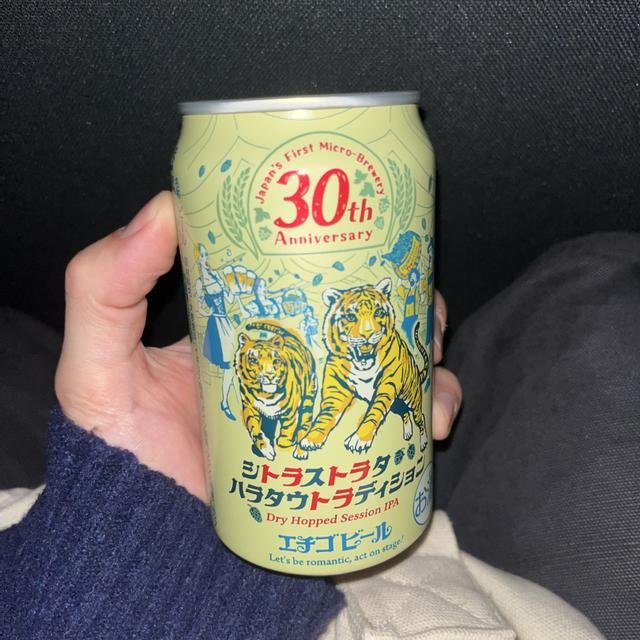 Japan's First Micro-Brewery
30th
Anniversary
シトラストラタ
ハラタウトラディション
Dry Hopped Session IPA
お
エチゴビール
Let's be romantic, act on stage!